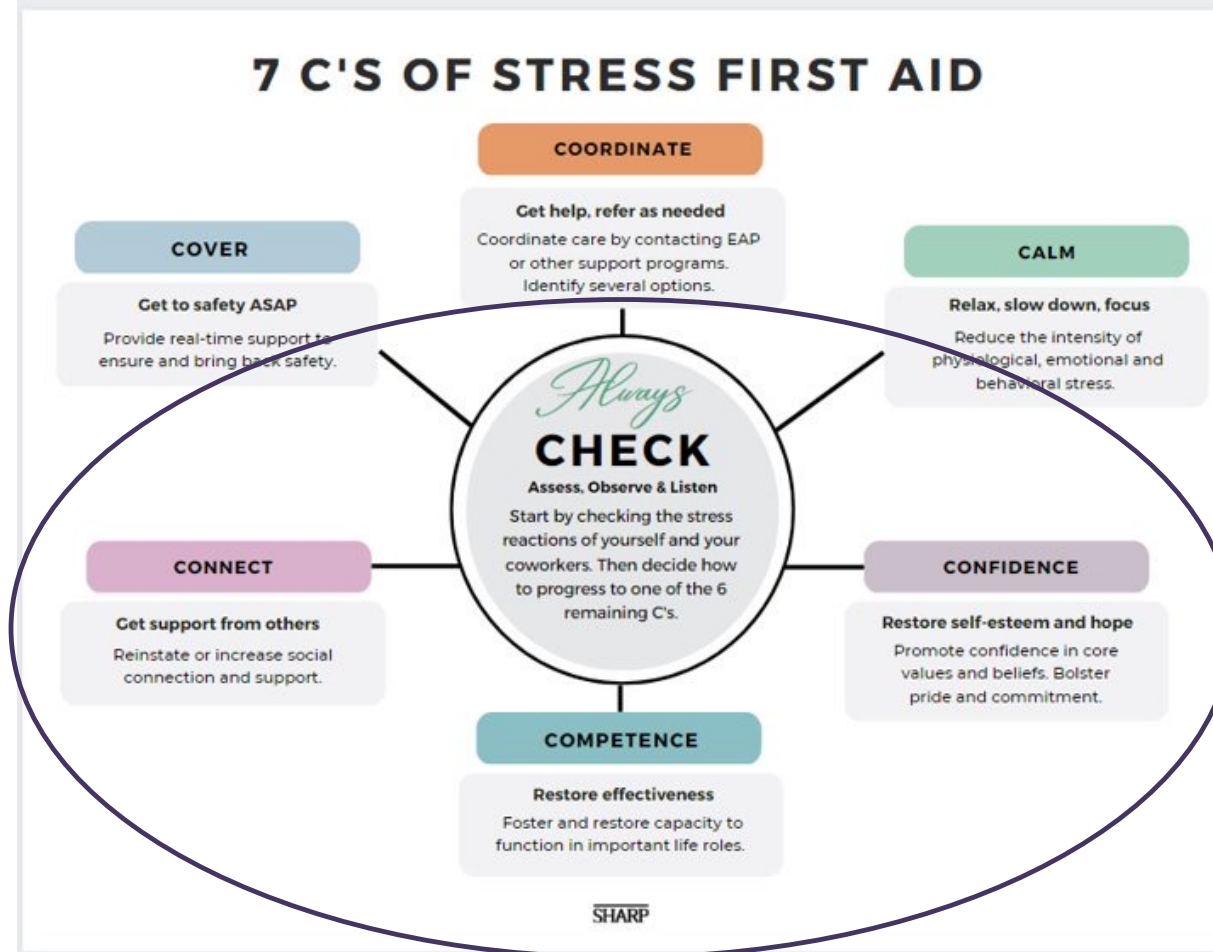 7 C'S OF STRESS FIRST AID
COORDINATE
Get help, refer as needed
Coordinate care by contacting EAP
or other support programs.
Identify several options.
COVER
Get to safety ASAP
Provide real-time support to
ensure and bring back safety.
CALM
Relax, slow down, focus
Reduce the intensity of
physiological, emotional and
behavioral stress.
Always
CHECK
Assess, Observe & Listen
Start by checking the stress
reactions of yourself and your
coworkers. Then decide how
to progress to one of the 6
remaining C's.
CONNECT
Get support from others
Reinstate or increase social
connection and support.
CONFIDENCE
Restore self-esteem and hope
Promote confidence in core
values and beliefs. Bolster
pride and commitment.
COMPETENCE
Restore effectiveness
Foster and restore capacity to
function in important life roles.
SHARP